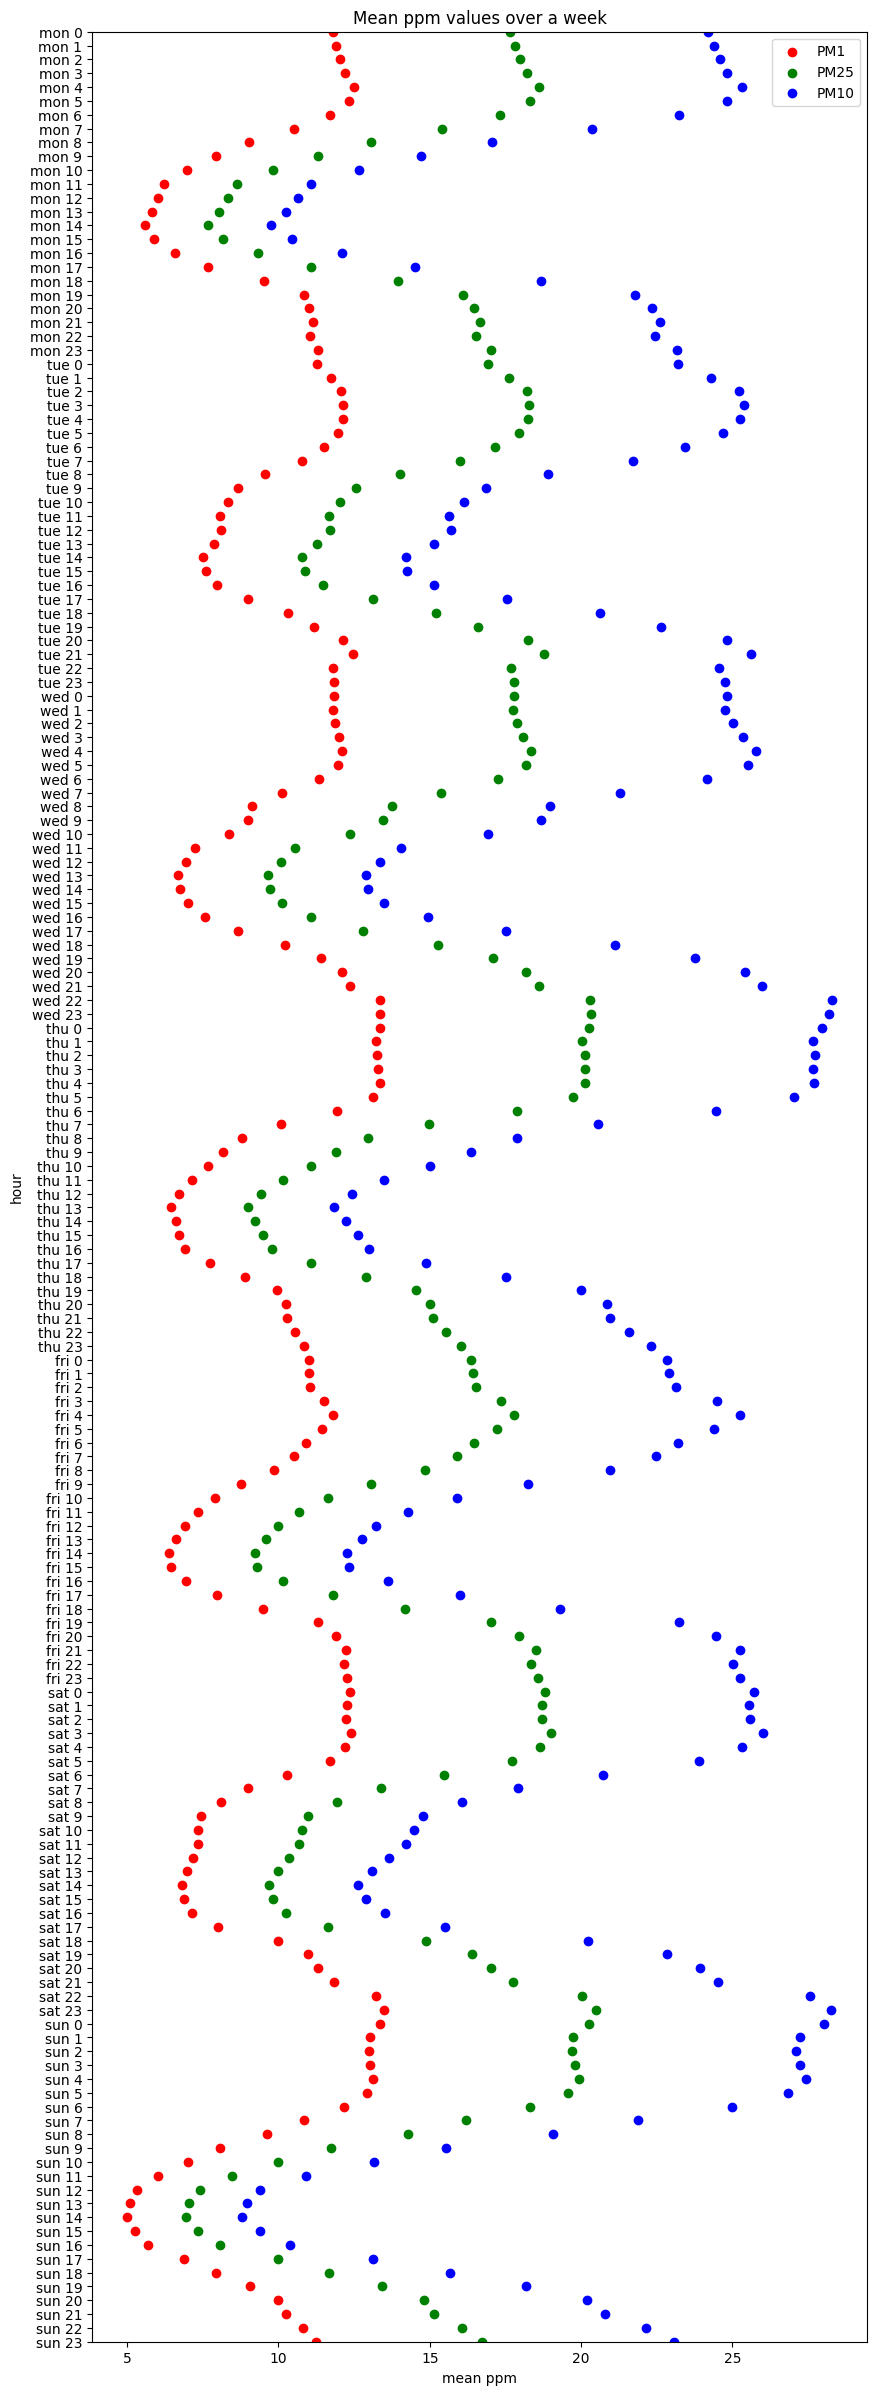 Mean ppm values over a week
PM1
PM25
PM10
mon 0
mon 1
mon 2
mon 3
mon 4
mon 5
mon 6
mon 7
mon 8
mon 9
mon 10
mon 11
mon 12
mon 13
mon 14
mon 15
mon 16
mon 17
mon 18
mon 19
mon 20
mon 21
mon 22
mon 23
tue 0
tue 1
tue 2
tue 3
tue 4
tue 5
tue 6
tue 7
tue 8
tue 9
tue 10
tue 11
tue 12
tue 13
tue 14
tue 15
tue 16
tue 17
tue 18
tue 19
tue 20
tue 21
tue 22
tue 23
wed 0
wed 1
wed 2
wed 3
wed 4
wed 5
wed 6
wed 7
wed 8
wed 9
wed 10
wed 11
wed 12
wed 13
wed 14
wed 15
wed 16
wed 17
wed 18
wed 19
wed 20
wed 21
wed 22
wed 23
thu 0
thu 1
thu 2
thu 3
thu 4
thu 5
thu 6
thu 7
thu 8
thu 9
thu 10
thu 11
thu 12
thu 13
thu 14
thu 15
thu 16
thu 17
thu 18
thu 19
thu 20
thu 21
thu 22
thu 23
fri 0
fri 1
fri 2
fri 3
fri 4
fri 5
fri 6
fri 7
fri 8
fri 9
fri 10
fri 11
fri 12
fri 13
fri 14
fri 15
fri 16
fri 17
fri 18
fri 19
fri 20
fri 21
fri 22
fri 23
sat 0
sat 1
sat 2
sat 3
sat 4
sat 5
sat 6
sat 7
sat 8
sat 9
sat 10
sat 11
sat 12
sat 13
sat 14
sat 15
sat 16
sat 17
sat 18
sat 19
sat 20
sat 21
sat 22
sat 23
sun 0
sun 1
sun 2
sun 3
sun 4
sun 5
sun 6
sun 7
sun 8
sun 9
sun 10
sun 11
sun 12
sun 13
sun 14
sun 15
sun 16
sun 17
sun 18
sun 19
sun 20
sun 21
sun 22
sun 23
hour
5 10 15 20 25
mean ppm